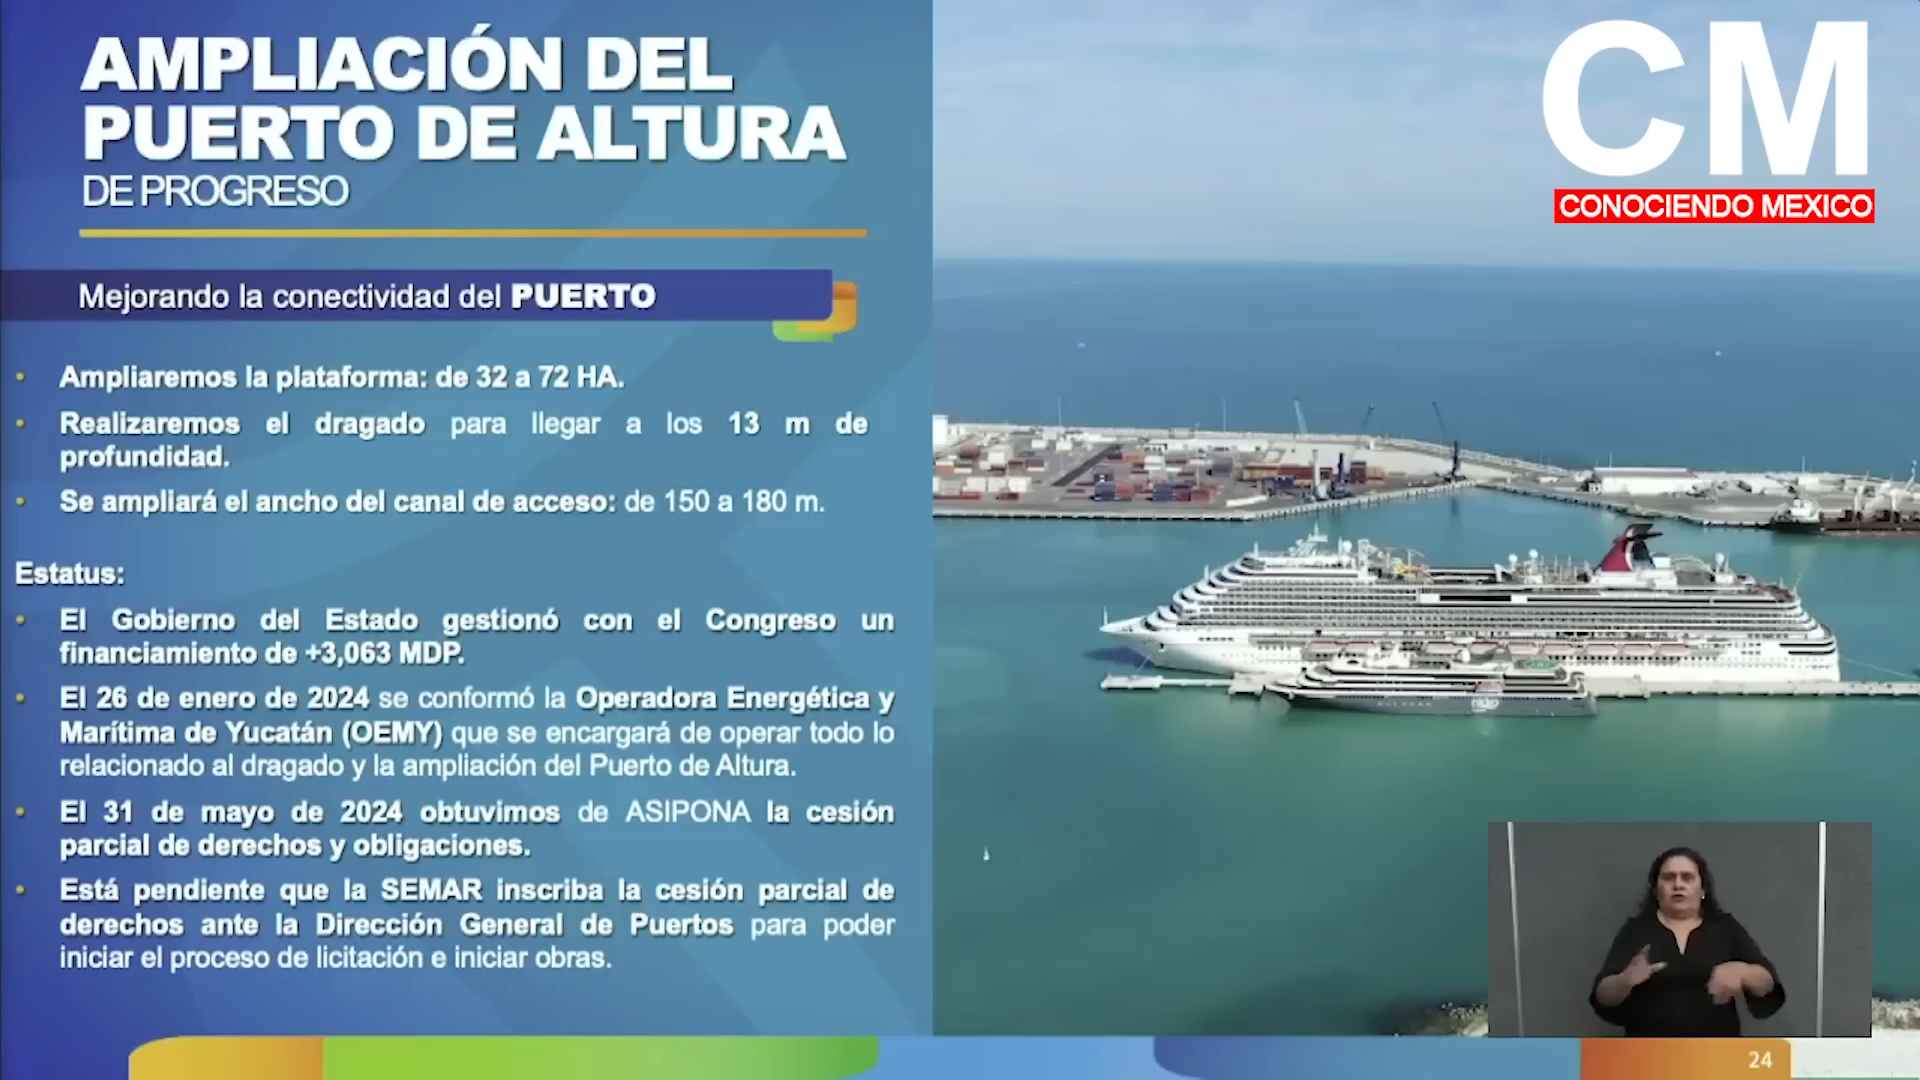 AMPLIACIÓN DEL
PUERTO DE ALTURA
DE PROGRESO
Mejorando la conectividad del PUERTO
• Ampliaremos la plataforma: de 32 a 72 HA.
• Realizaremos el dragado para llegar a los 13 m de
profundidad.
• Se ampliará el ancho del canal de acceso: de 150 a 180 m.
Estatus:
• El Gobierno del Estado gestionó con el Congreso un
financiamiento de +3,063 MDP.
• El 26 de enero de 2024 se conformó la Operadora Energética y
Marítima de Yucatán (OEMY) que se encargará de operar todo lo
relacionado al dragado y la ampliación del Puerto de Altura.
• El 31 de mayo de 2024 obtuvimos de ASIPONA la cesión
parcial de derechos y obligaciones.
• Está pendiente que la SEMAR inscriba la cesión parcial de
derechos ante la Dirección General de Puertos para poder
iniciar el proceso de licitación e iniciar obras.
CM
CONOCIENDO MEXICO
24